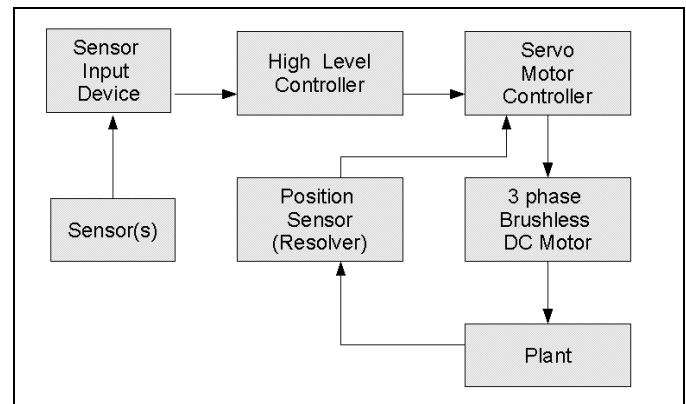 Sensor
Input
Device
High Level
Controller
Servo
Motor
Controller
Sensor(s)
Position
Sensor
(Resolver)
3 phase
Brushless
DC Motor
Plant